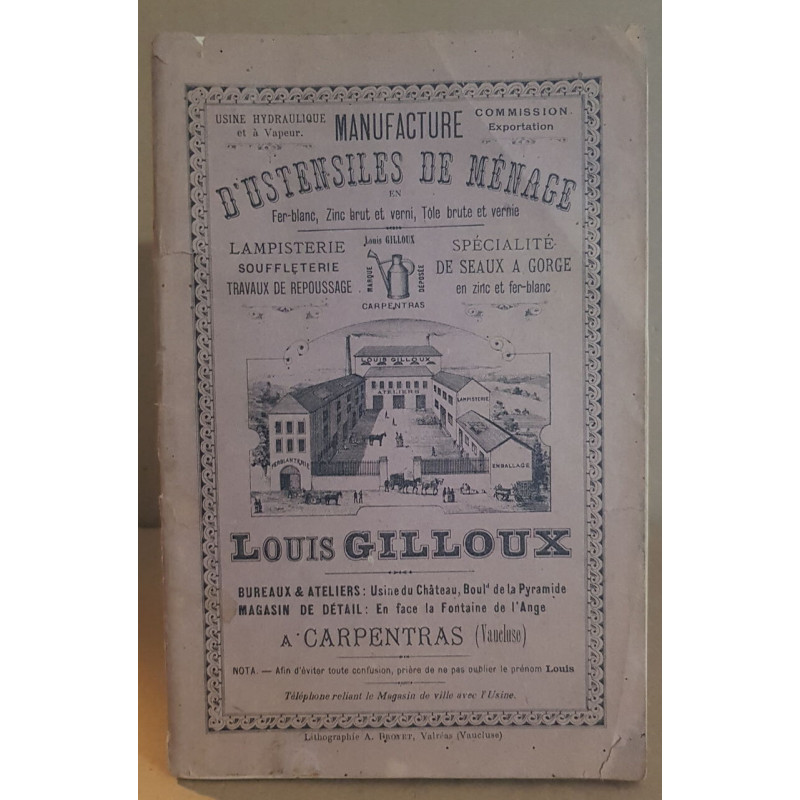 USINE HYDRAULIQUE
et à Vapeur.
MANUFACTURE
COMMISSION
Exportation
D'USTENSILES DE MÉNAGE
EN
Fer-blanc, Zinc brut et verni, Tôle brute et vernie
LAMPISTERIE
SOUFFLETERIE
TRAVAUX DE REPOUSSAGE
Louis GILLOUX
MARQUE
DÉPOSÉE
CARPENTRAS
SPÉCIALITÉ
DE SEAUX A GORGE
en zinc et fer-blanc
LOUIS GILLOUX
ATELIERS
LAMPISTERIE
FERBLANTERIE
EMBALLAGE
LOUIS GILLOUX
BUREAUX & ATELIERS : Usine du Château, Boulᵈ de la Pyramide
MAGASIN DE DÉTAIL : En face la Fontaine de l'Ange
A CARPENTRAS (Vaucluse)
NOTA. — Afin d'éviter toute confusion, prière de ne pas oublier le prénom Louis
Téléphone reliant le Magasin de ville avec l'Usine.
Lithographie A. PROYET, Valréas (Vaucluse)